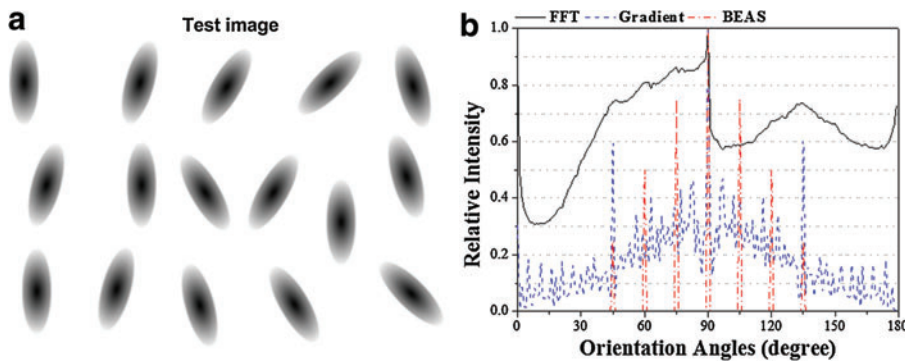 a
Test image
b
FFT Gradient BEAS
1.0
0.8
0.6
0.4
0.2
0.0
Relative Intensity
0 30 60 90 120 150 180
Orientation Angles (degree)